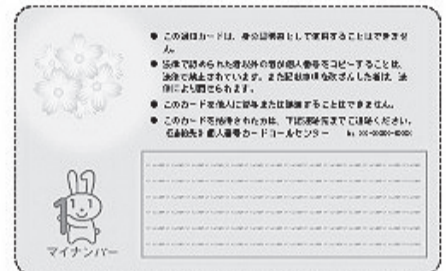 ● この通知カードは、身分証明書として使用することはできませ
ん。
● 法律で認められた者以外の者が個人番号をコピーすることは、
法律で禁止されています。また記載事項を改ざんした者は、法
律により罰せられます。
● このカードを他人に貸与または譲渡することはできません。
● このカードを拾得された方は、下記連絡先までご連絡ください。
連絡先：個人番号カードコールセンター
マイナンバー